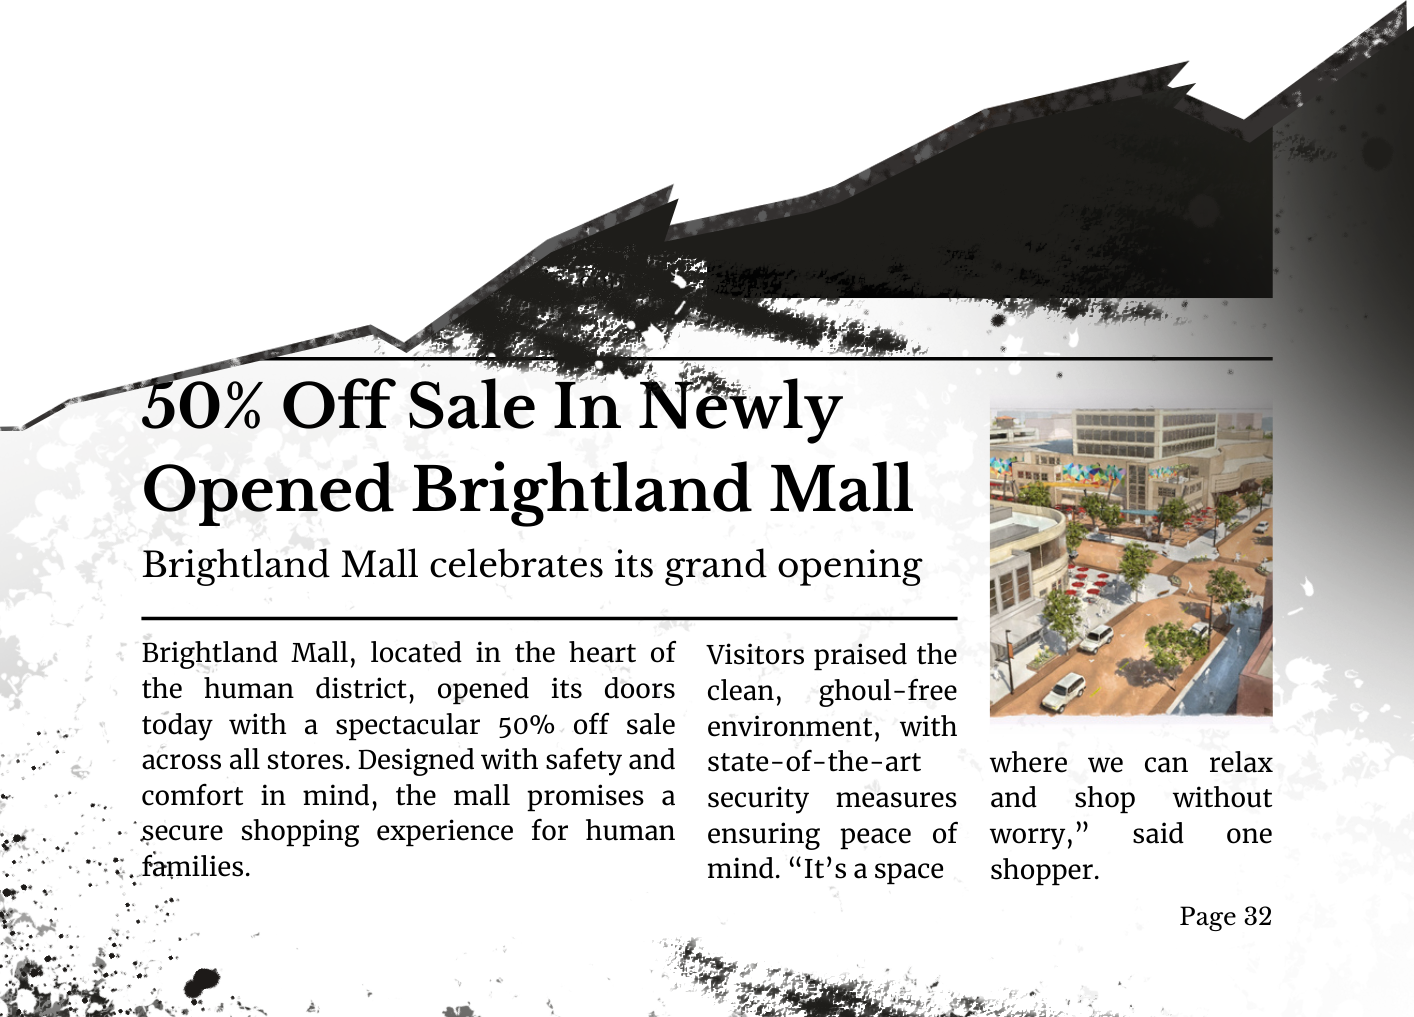 50% Off Sale In Newly
Opened Brightland Mall
Brightland Mall celebrates its grand opening
Brightland Mall, located in the heart of
the human district, opened its doors
today with a spectacular 50% off sale
across all stores. Designed with safety and
comfort in mind, the mall promises a
secure shopping experience for human
families.
Visitors praised the
clean, ghoul-free
environment, with
state-of-the-art
security measures
ensuring peace of
mind. “It’s a space
where we can relax
and shop without
worry,” said one
shopper.
Page 32